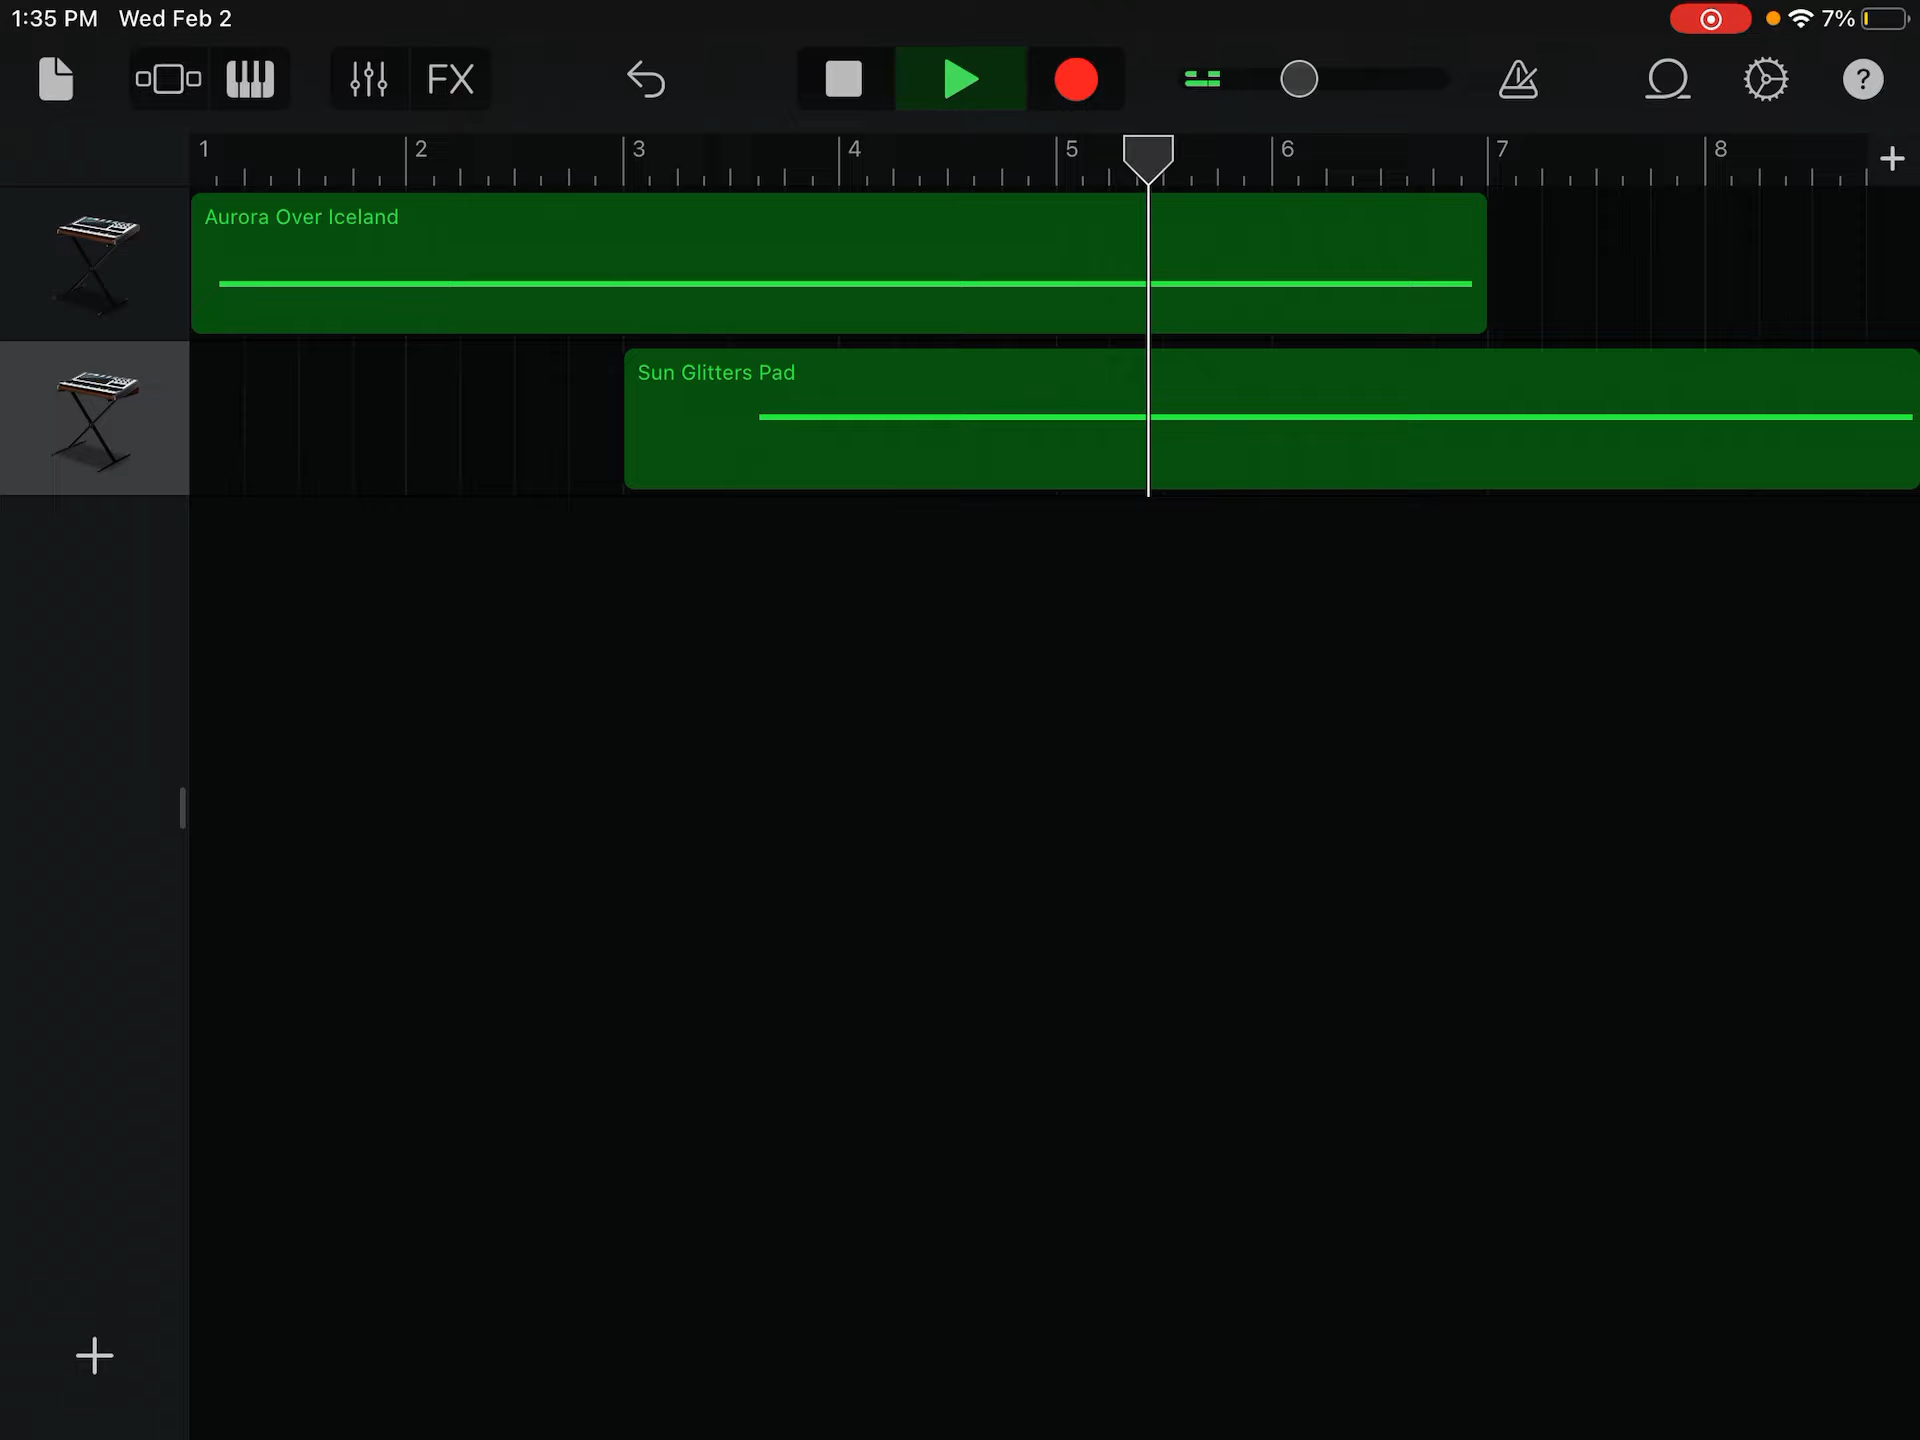 1:35 PM Wed Feb 2 7%
FX ?
1 2 3 4 5 6 7 8 +
Aurora Over Iceland
Sun Glitters Pad
+